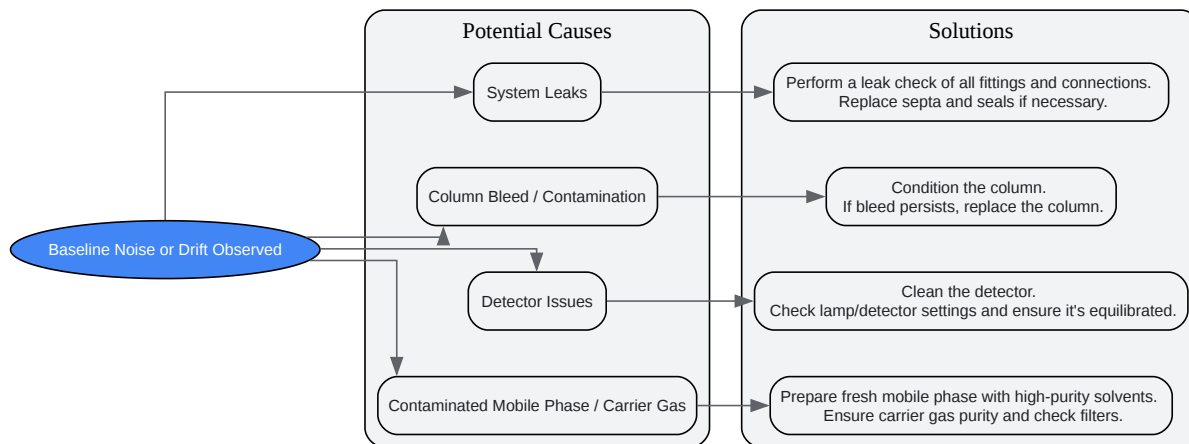 Potential Causes
Solutions
System Leaks
Perform a leak check of all fittings and connections.
Replace septa and seals if necessary.
Column Bleed / Contamination
Condition the column.
If bleed persists, replace the column.
Baseline Noise or Drift Observed
Detector Issues
Clean the detector.
Check lamp/detector settings and ensure it's equilibrated.
Contaminated Mobile Phase / Carrier Gas
Prepare fresh mobile phase with high-purity solvents.
Ensure carrier gas purity and check filters.